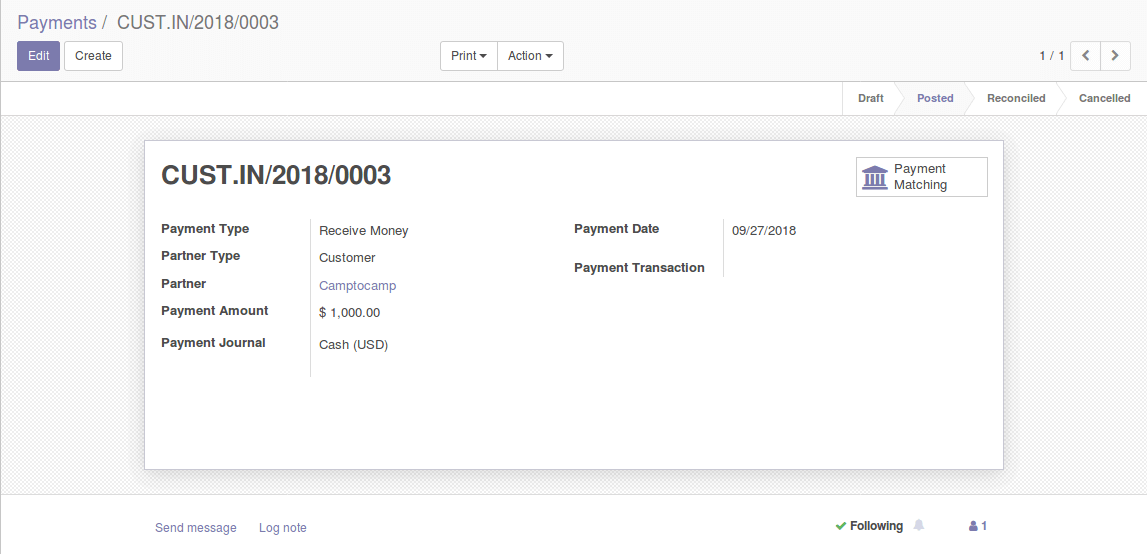 Payments / CUST.IN/2018/0003
Edit Create Print Action 1 / 1
Draft Posted Reconciled Cancelled
CUST.IN/2018/0003
Payment
Matching
Payment Type Receive Money
Partner Type Customer
Partner Camptocamp
Payment Amount $ 1,000.00
Payment Journal Cash (USD)
Payment Date 09/27/2018
Payment Transaction
Send message Log note Following 1